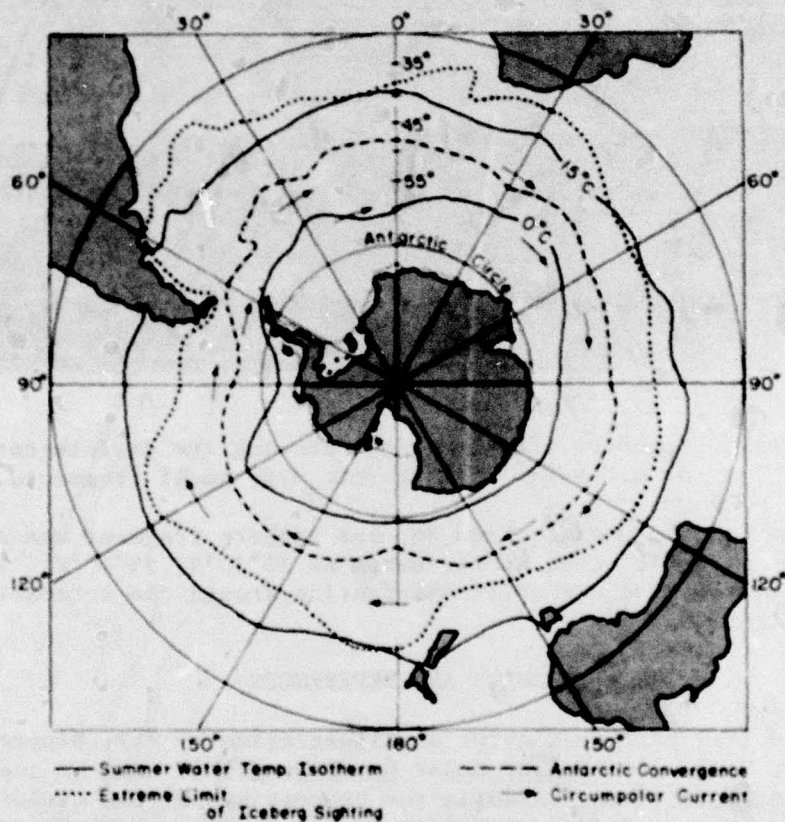 30° 0° 30°
35°
45°
60° 15°C 60°
55°
0°C
Antarctic Circle
90° 90°
120° 120°
150° 180° 150°
Summer Water Temp. Isotherm Antarctic Convergence
Extreme Limit Circumpolar Current
of Iceberg Sighting